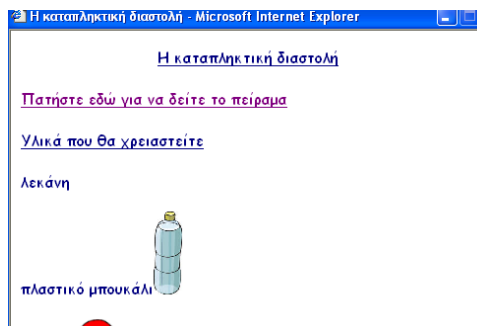 Η καταπληκτική διαστολή - Microsoft Internet Explorer
Η καταπληκτική διαστολή
Πατήστε εδώ για να δείτε το πείραμα
Υλικά που θα χρειαστείτε
λεκάνη
πλαστικό μπουκάλι